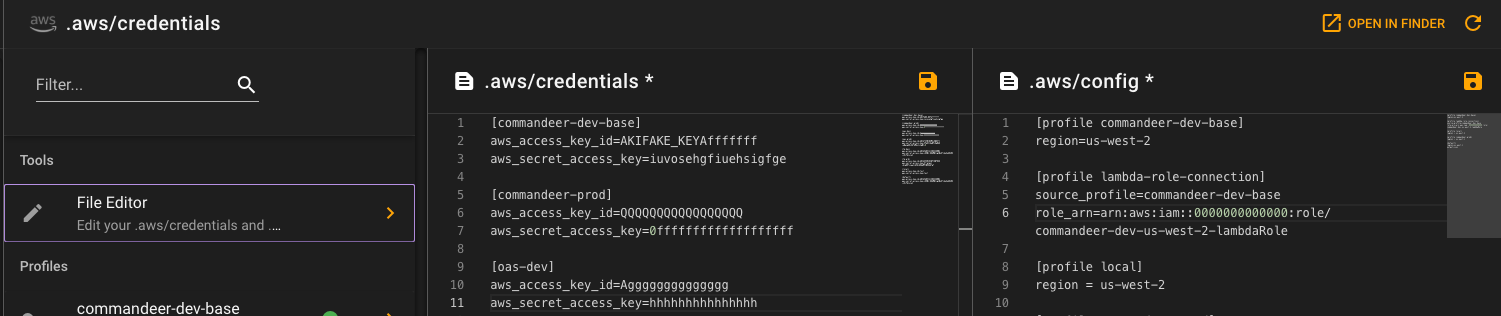 aws .aws/credentials
OPEN IN FINDER
Filter...
Tools
File Editor
Edit your .aws/credentials and ....
Profiles
commandeer-dev-base
.aws/credentials *
1 [commandeer-dev-base]
2 aws_access_key_id=AKIFAKE_KEYAfffffff
3 aws_secret_access_key=iuvosehgfiuehsigfge
4
5 [commandeer-prod]
6 aws_access_key_id=QQQQQQQQQQQQQQQQQ
7 aws_secret_access_key=0fffffffffffffffffff
8
9 [oas-dev]
10 aws_access_key_id=Aggggggggggggggg
11 aws_secret_access_key=hhhhhhhhhhhhhhh
.aws/config *
1 [profile commandeer-dev-base]
2 region=us-west-2
3
4 [profile lambda-role-connection]
5 source_profile=commandeer-dev-base
6 role_arn=arn:aws:iam::0000000000000:role/
commandeer-dev-us-west-2-lambdaRole
7
8 [profile local]
9 region = us-west-2
10